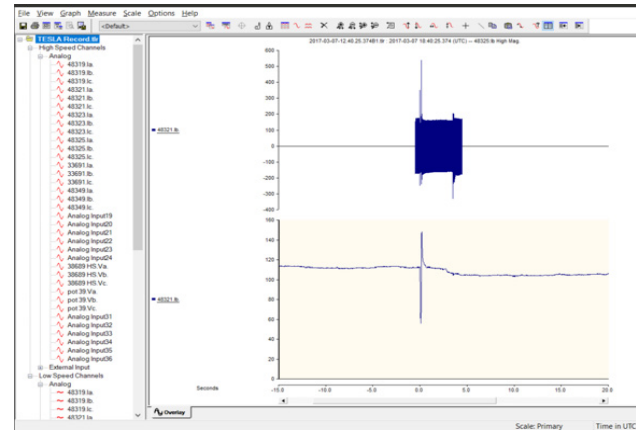 File View Graph Measure Scale Options Help
<Default>
TESLA Record.tlr
High Speed Channels
Analog
48319.Ia.
48319.Ib.
48319.Ic.
48321.Ia.
48321.Ib.
48321.Ic.
48323.Ia.
48323.Ib.
48323.Ic.
48325.Ia.
48325.Ib.
48325.Ic.
33691.Ia.
33691.Ib.
33691.Ic.
48349.Ia.
48349.Ib.
48349.Ic.
Analog Input19
Analog Input20
Analog Input21
Analog Input22
Analog Input23
Analog Input24
38689 HS.Va.
38689 HS.Vb.
38689 HS.Vc.
pot 39.Va.
pot 39.Vb.
pot 39.Vc.
Analog Input31
Analog Input32
Analog Input33
Analog Input34
Analog Input35
Analog Input36
External Input
Low Speed Channels
Analog
48319.Ia.
48319.Ib.
48319.Ic.
48321.Ia.
600
500
400
300
200
100
0
-100
-200
-300
-400
48321.Ib.
160
140
120
100
80
60
40
20
0
48321.Ib.
Seconds
-15.0
-10.0
-5.0
0.0
5.0
10.0
15.0
20.0
Overlay
Scale: Primary
Time in UTC